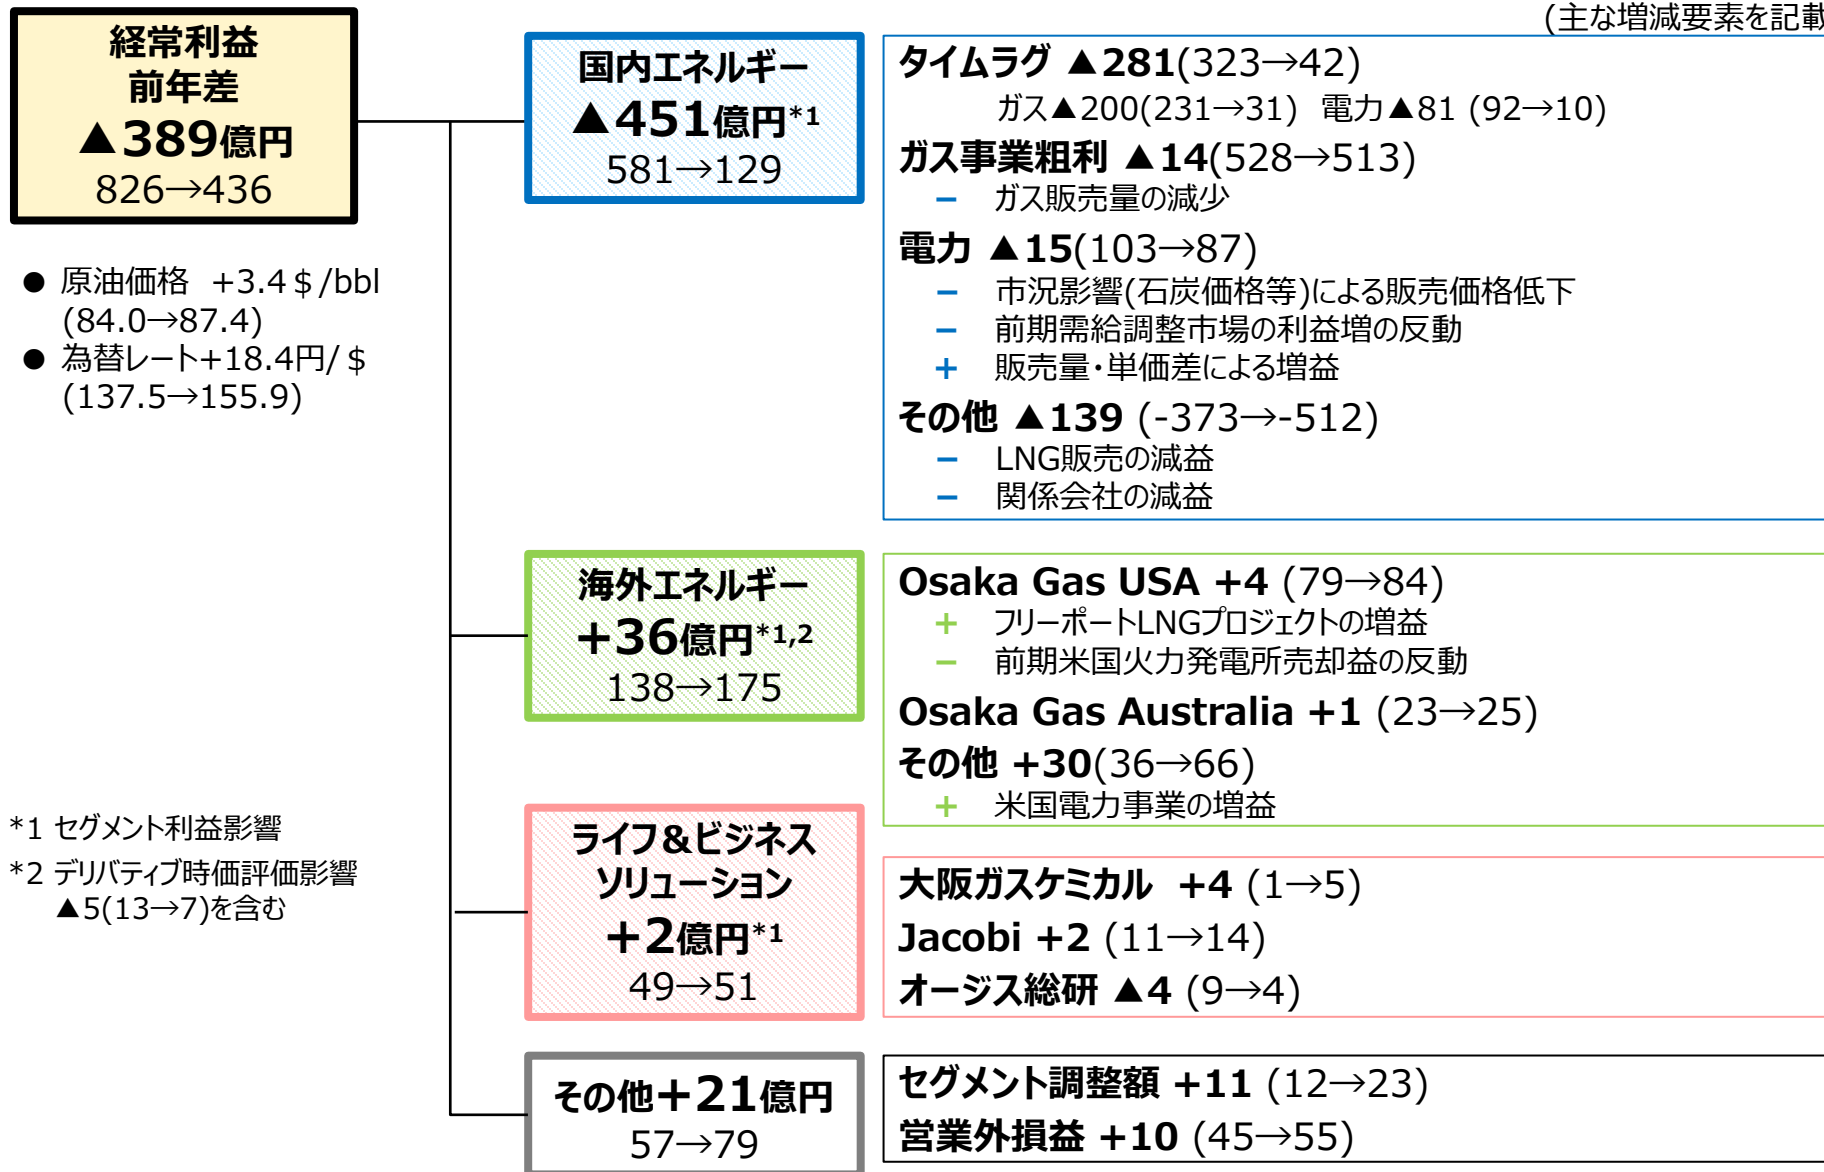 (主な増減要素を記載
経常利益
前年差
▲389億円
826→436
● 原油価格 +3.4＄/bbl
(84.0→87.4)
● 為替レート+18.4円/＄
(137.5→155.9)
*1 セグメント利益影響
*2 デリバティブ時価評価影響
▲5(13→7)を含む
国内エネルギー
▲451億円*1
581→129
タイムラグ ▲281(323→42)
ガス▲200(231→31) 電力▲81 (92→10)
ガス事業粗利 ▲14(528→513)
− ガス販売量の減少
電力 ▲15(103→87)
− 市況影響(石炭価格等)による販売価格低下
− 前期需給調整市場の利益増の反動
+ 販売量・単価差による増益
その他 ▲139 (-373→-512)
− LNG販売の減益
− 関係会社の減益
海外エネルギー
+36億円*1,2
138→175
Osaka Gas USA +4 (79→84)
+ フリーポートLNGプロジェクトの増益
− 前期米国火力発電所売却益の反動
Osaka Gas Australia +1 (23→25)
その他 +30(36→66)
+ 米国電力事業の増益
ライフ&ビジネス
ソリューション
+2億円*1
49→51
大阪ガスケミカル +4 (1→5)
Jacobi +2 (11→14)
オージス総研 ▲4 (9→4)
その他+21億円
57→79
セグメント調整額 +11 (12→23)
営業外損益 +10 (45→55)